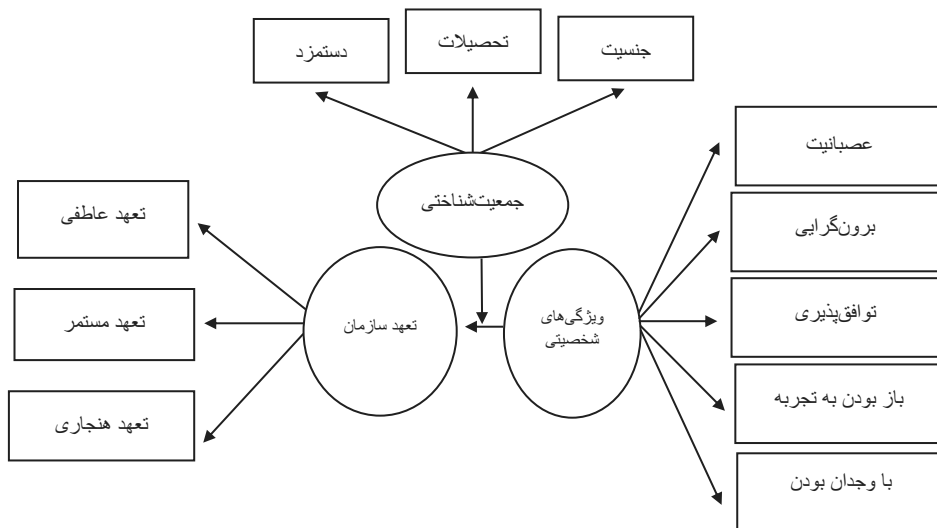 جنسیت
تحصیلات
دستمزد
جمعیت‌شناختی
عصبانیت
برون‌گرایی
توافق‌پذیری
باز بودن به تجربه
با وجدان بودن
ویژگی‌های
شخصیتی
تعهد سازمان
تعهد عاطفی
تعهد مستمر
تعهد هنجاری